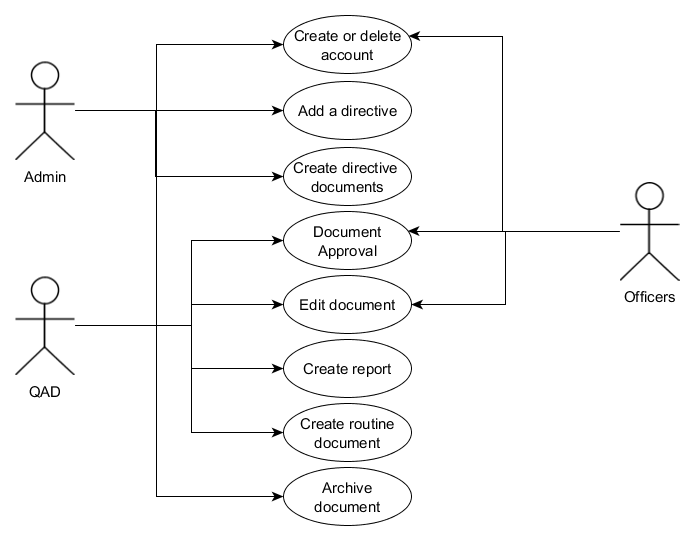 Create or delete
account
Add a directive
Admin
Create directive
documents
Document
Approval
Officers
Edit document
Create report
QAD
Create routine
document
Archive
document